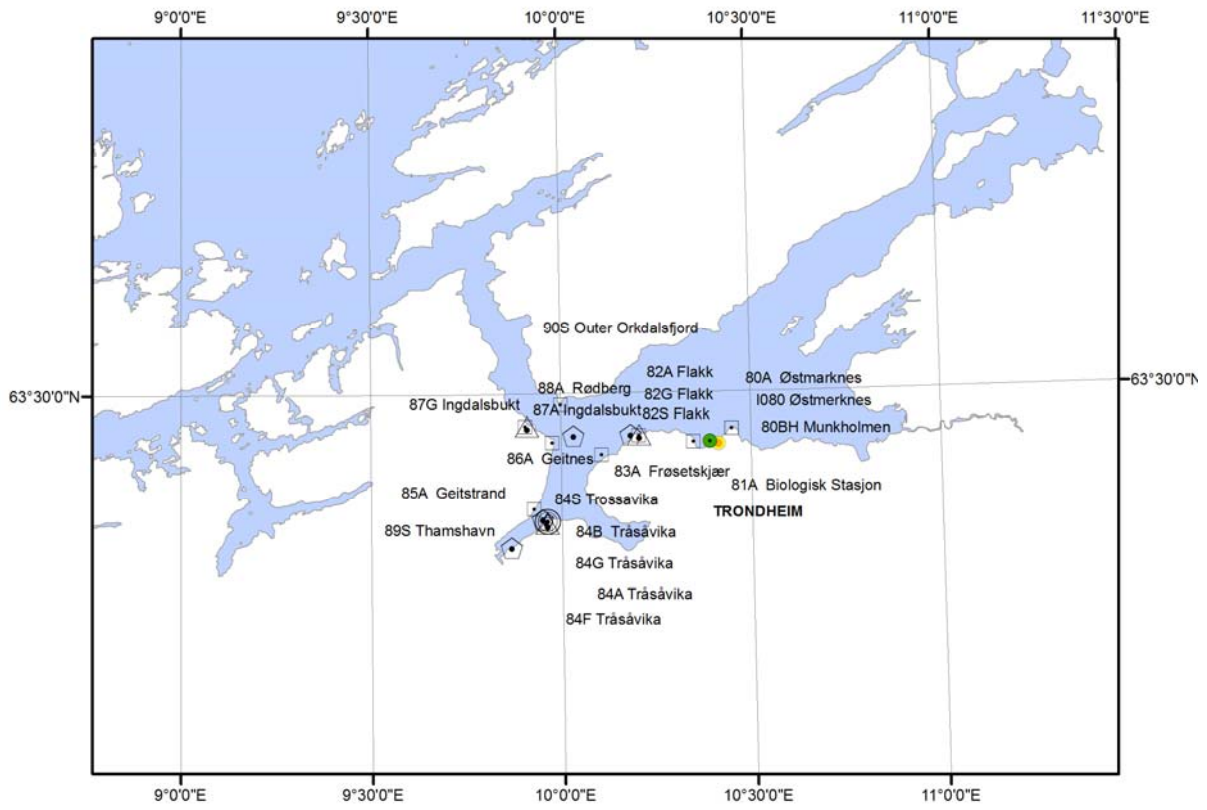 9°0'0"E 9°30'0"E 10°0'0"E 10°30'0"E 11°0'0"E 11°30'0"E
90S Outer Orkdalsfjord
82A Flakk
80A Østmarknes
63°30'0"N
88A Rødberg
82G Flakk
I080 Østmerknes
63°30'0"N
87G Ingdalsbukt
87A Ingdalsbukt
82S Flakk
80BH Munkholmen
86A Geitnes
83A Frøsetskjær
81A Biologisk Stasjon
85A Geitstrand
84S Trossavika
TRONDHEIM
89S Thamshavn
84B Tråsåvika
84G Tråsåvika
84A Tråsåvika
84F Tråsåvika
9°0'0"E 9°30'0"E 10°0'0"E 10°30'0"E 11°0'0"E